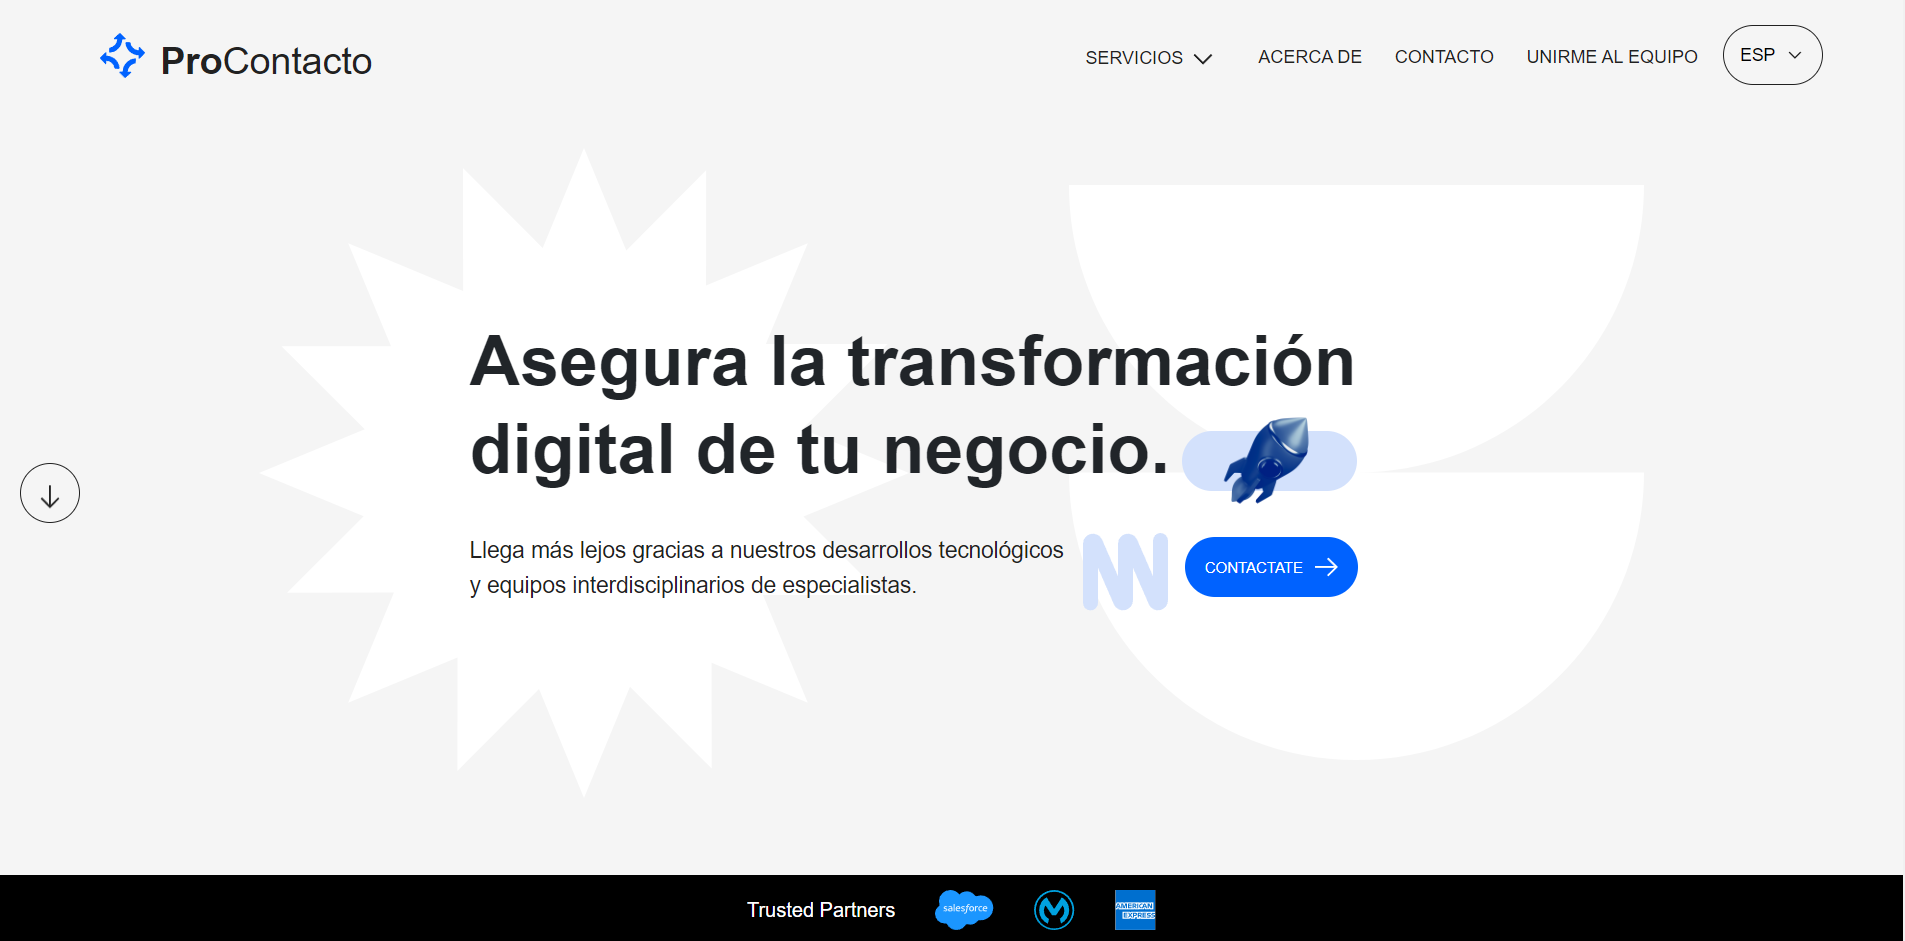 ProContacto
SERVICIOS
ACERCA DE
CONTACTO
UNIRME AL EQUIPO
ESP
Asegura la transformación
digital de tu negocio.
Llega más lejos gracias a nuestros desarrollos tecnológicos
y equipos interdisciplinarios de especialistas.
CONTACTATE
Trusted Partners
salesforce
AMERICAN
EXPRESS